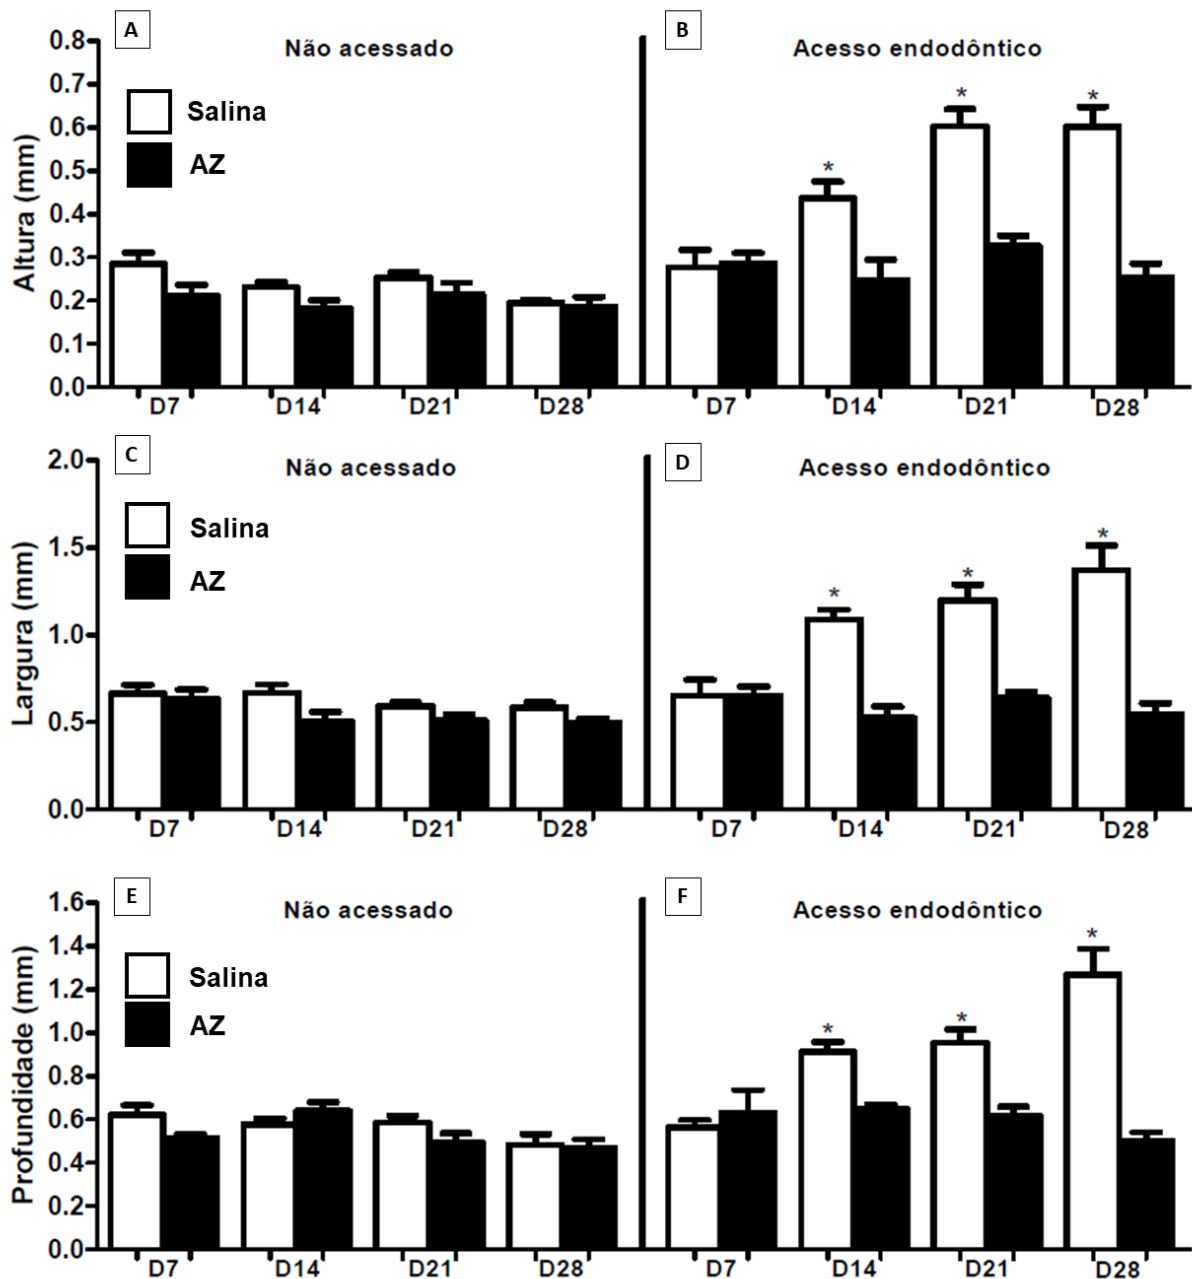 A
Não acessado
B
Acesso endodôntico
Altura (mm)
0.8
0.7
0.6
0.5
0.4
0.3
0.2
0.1
0.0
Salina
AZ
*
*
*
D7
D14
D21
D28
D7
D14
D21
D28
C
Não acessado
D
Acesso endodôntico
Largura (mm)
2.0
1.5
1.0
0.5
0.0
Salina
AZ
*
*
*
D7
D14
D21
D28
D7
D14
D21
D28
E
Não acessado
F
Acesso endodôntico
Profundidade (mm)
1.6
1.4
1.2
1.0
0.8
0.6
0.4
0.2
0.0
Salina
AZ
*
*
*
D7
D14
D21
D28
D7
D14
D21
D28